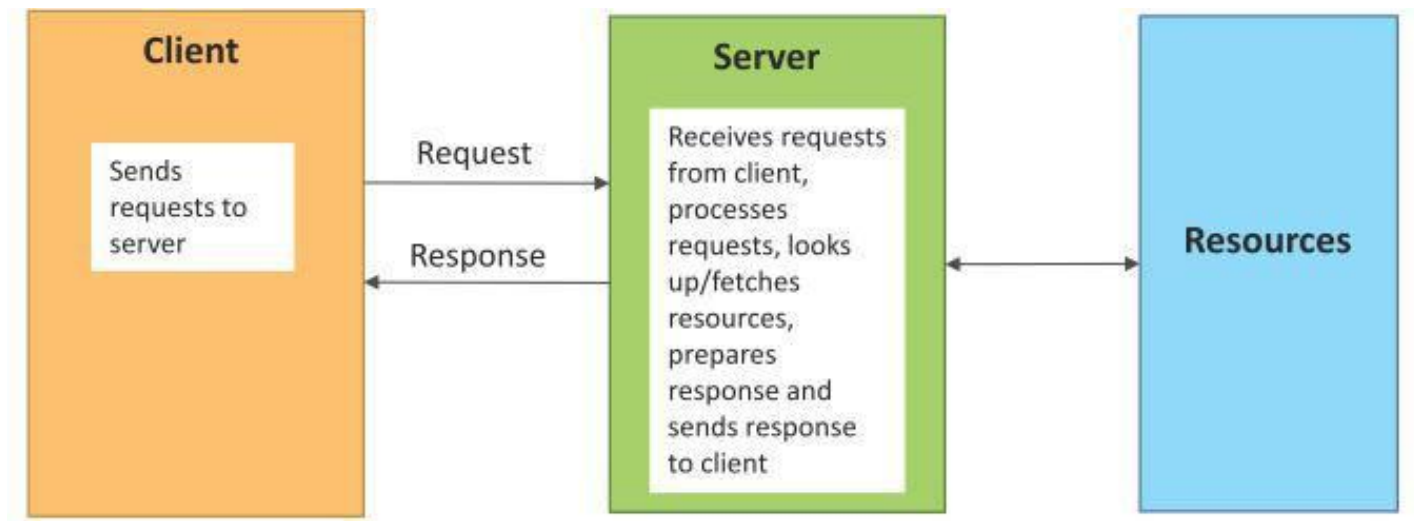 Client
Sends
requests to
server
Request
Response
Server
Receives requests
from client,
processes
requests, looks
up/fetches
resources,
prepares
response and
sends response
to client
Resources